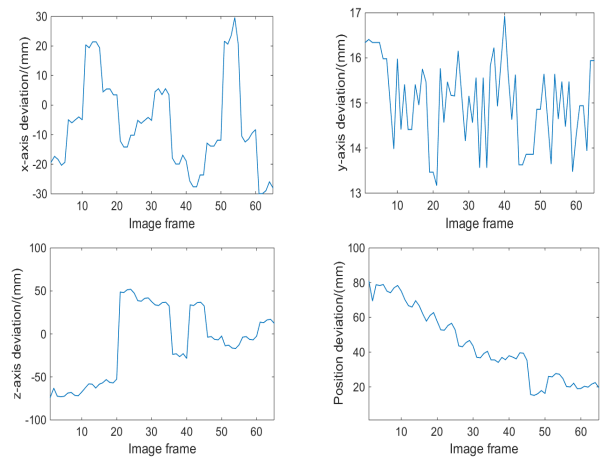 30
20
10
0
-10
-20
-30
x-axis deviation/(mm)
10 20 30 40 50 60
Image frame
17
16
15
14
13
y-axis deviation/(mm)
10 20 30 40 50 60
Image frame
100
50
0
-50
-100
z-axis deviation/(mm)
10 20 30 40 50 60
Image frame
100
80
60
40
20
Position deviation/(mm)
10 20 30 40 50 60
Image frame